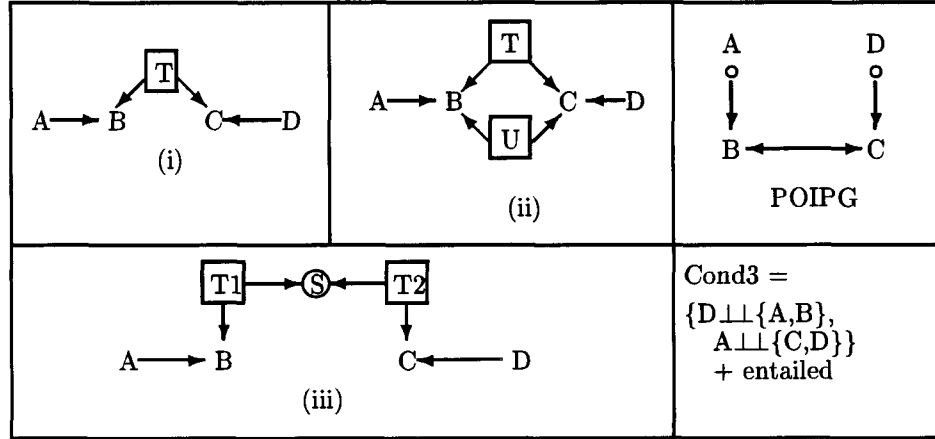 T
A B C D
(i)
T
A B C D
U
(ii)
A D
B C
POIPG
T1 S T2
A B C D
(iii)
Cond3 =
{D⊥⊥{A,B},
A⊥⊥{C,D}}
+ entailed